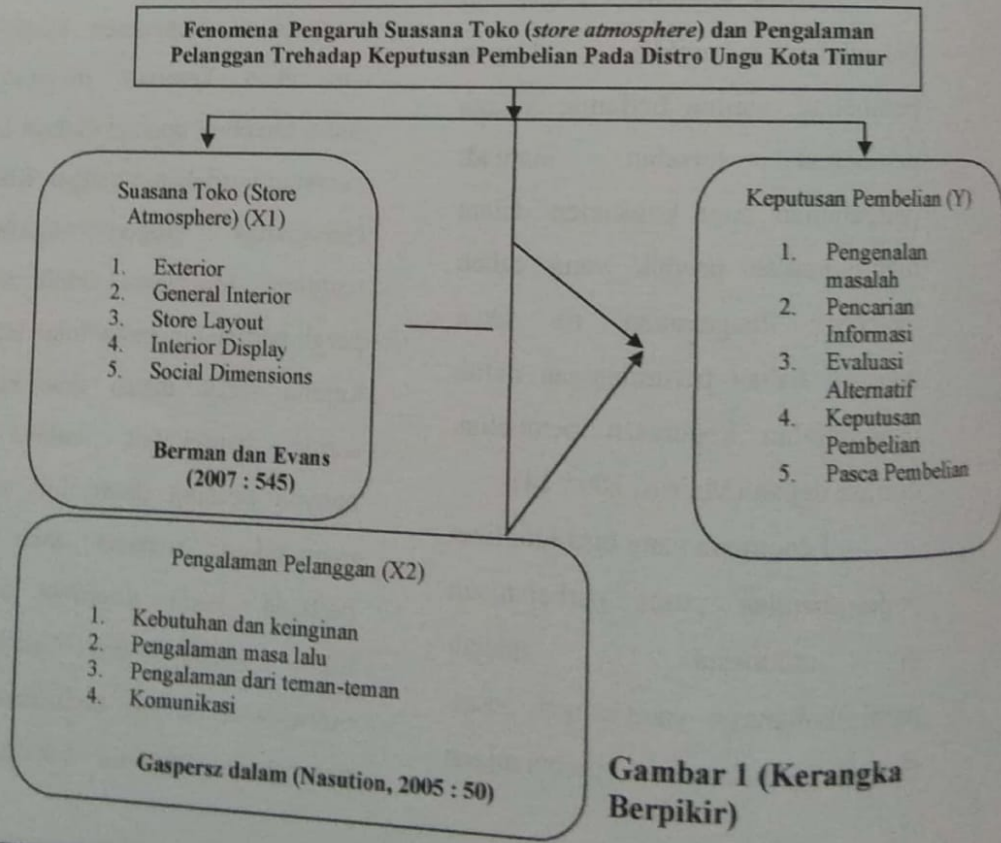 Fenomena Pengaruh Suasana Toko (store atmosphere) dan Pengalaman
Pelanggan Trehadap Keputusan Pembelian Pada Distro Ungu Kota Timur
Suasana Toko (Store
Atmosphere) (X1)
1. Exterior
2. General Interior
3. Store Layout
4. Interior Display
5. Social Dimensions
Berman dan Evans
(2007 : 545)
Keputusan Pembelian (Y)
1. Pengenalan
masalah
2. Pencarian
Informasi
3. Evaluasi
Alternatif
4. Keputusan
Pembelian
5. Pasca Pembelian
Pengalaman Pelanggan (X2)
1. Kebutuhan dan keinginan
2. Pengalaman masa lalu
3. Pengalaman dari teman-teman
4. Komunikasi
Gaspersz dalam (Nasution, 2005 : 50)
Gambar 1 (Kerangka
Berpikir)